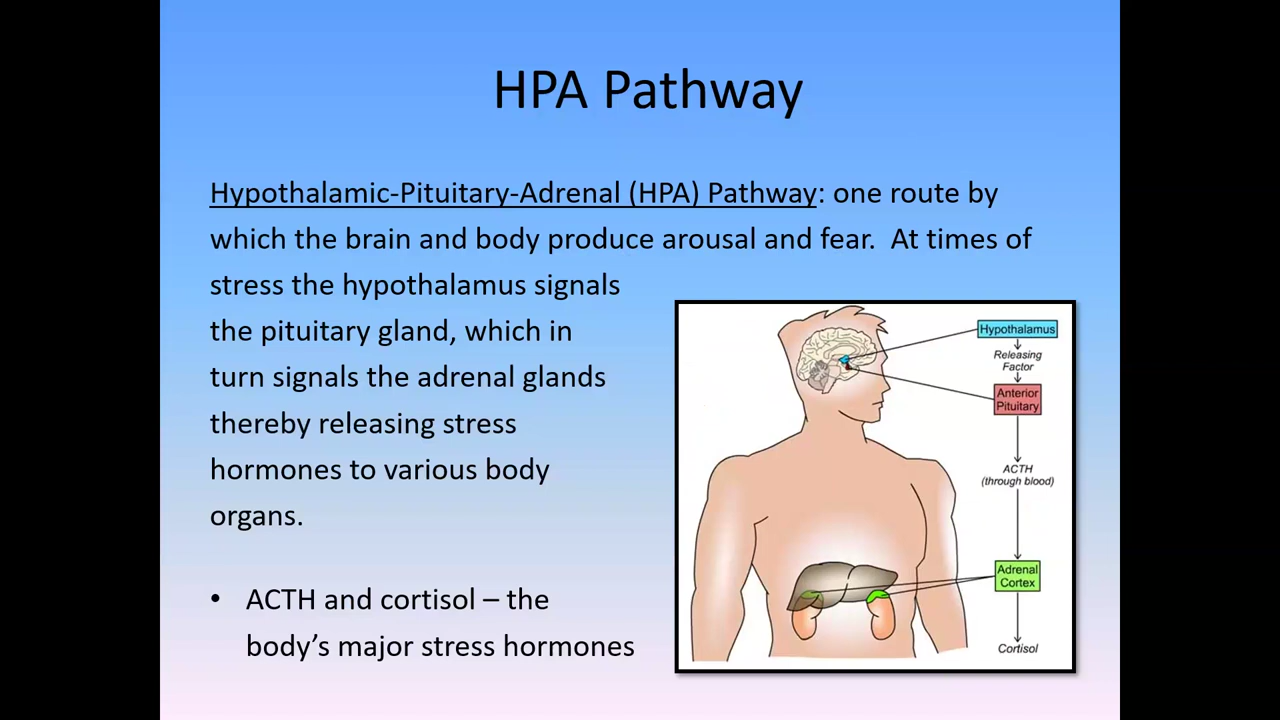 HPA Pathway
Hypothalamic-Pituitary-Adrenal (HPA) Pathway: one route by
which the brain and body produce arousal and fear.  At times of
stress the hypothalamus signals
the pituitary gland, which in
turn signals the adrenal glands
thereby releasing stress
hormones to various body
organs.
• ACTH and cortisol – the
body’s major stress hormones
Hypothalamus
Releasing
Factor
Anterior
Pituitary
ACTH
(through blood)
Adrenal
Cortex
Cortisol